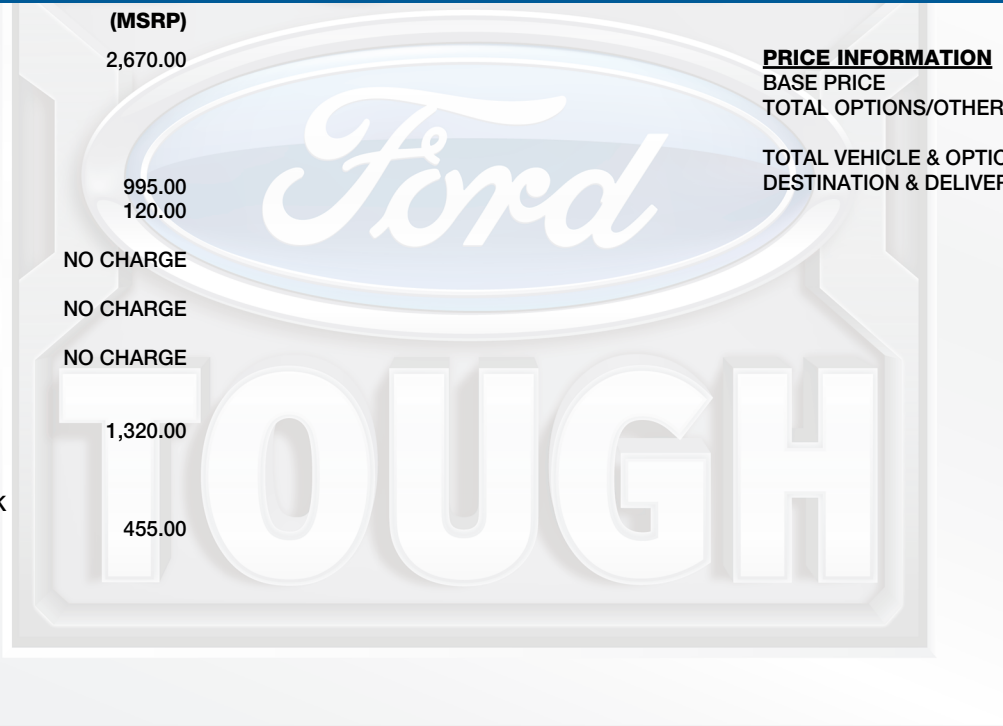 (MSRP)
2,670.00
995.00
120.00
NO CHARGE
NO CHARGE
NO CHARGE
1,320.00
K
455.00
PRICE INFORMATION
BASE PRICE
TOTAL OPTIONS/OTHER
TOTAL VEHICLE & OPTIO
DESTINATION & DELIVER
Ford
TOUGH